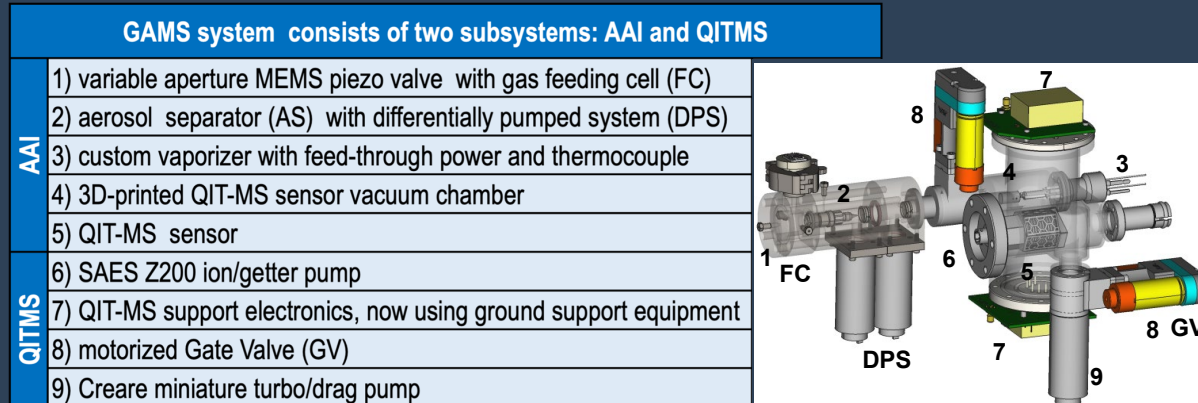 GAMS system consists of two subsystems: AAI and QITMS
AAI
1) variable aperture MEMS piezo valve with gas feeding cell (FC)
2) aerosol separator (AS) with differentially pumped system (DPS)
3) custom vaporizer with feed-through power and thermocouple
4) 3D-printed QIT-MS sensor vacuum chamber
5) QIT-MS sensor
QITMS
6) SAES Z200 ion/getter pump
7) QIT-MS support electronics, now using ground support equipment
8) motorized Gate Valve (GV)
9) Creare miniature turbo/drag pump
7
8
4
3
2
1
FC
6
5
8 GV
7
DPS
9